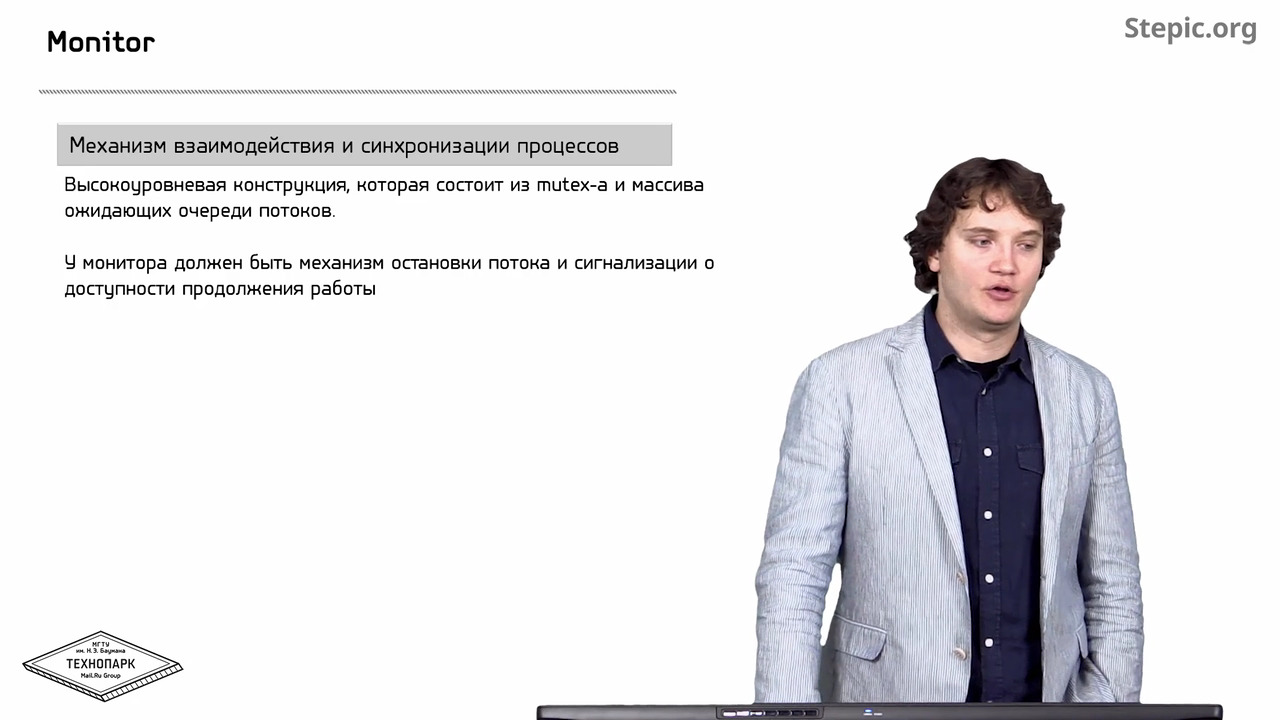 Monitor
Stepic.org
Механизм взаимодействия и синхронизации процессов
Высокоуровневая конструкция, которая состоит из mutex-а и массива
ожидающих очереди потоков.
У монитора должен быть механизм остановки потока и сигнализации о
доступности продолжения работы
МГТУ
им. Н.Э. Баумана
ТЕХНОПАРК
Mail.Ru Group